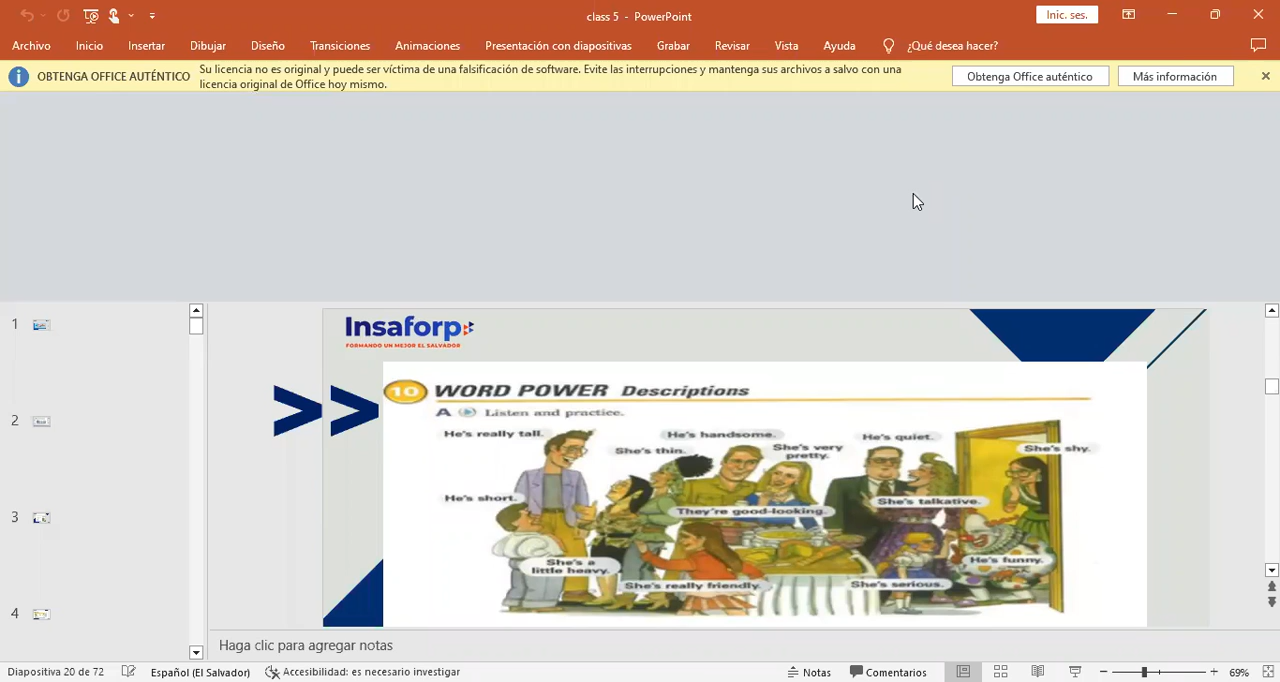 class 5 - PowerPoint
Inic. ses.
Archivo Inicio Insertar Dibujar Diseño Transiciones Animaciones Presentación con diapositivas Grabar Revisar Vista Ayuda ¿Qué desea hacer?
OBTENGA OFFICE AUTÉNTICO Su licencia no es original y puede ser víctima de una falsificación de software. Evite las interrupciones y mantenga sus archivos a salvo con una
licencia original de Office hoy mismo.
Obtenga Office auténtico Más información
1
2
3
4
Insaforp
FORMANDO UN MEJOR EL SALVADOR
10 WORD POWER Descriptions
A Listen and practice.
He's really tall.
He's handsome.
He's quiet.
She's thin.
She's very
pretty.
She's shy.
He's short.
She's talkative.
They're good-looking.
She's a
little heavy.
He's funny.
She's really friendly.
She's serious.
Haga clic para agregar notas
Diapositiva 20 de 72 Español (El Salvador) Accesibilidad: es necesario investigar Notas Comentarios 69%